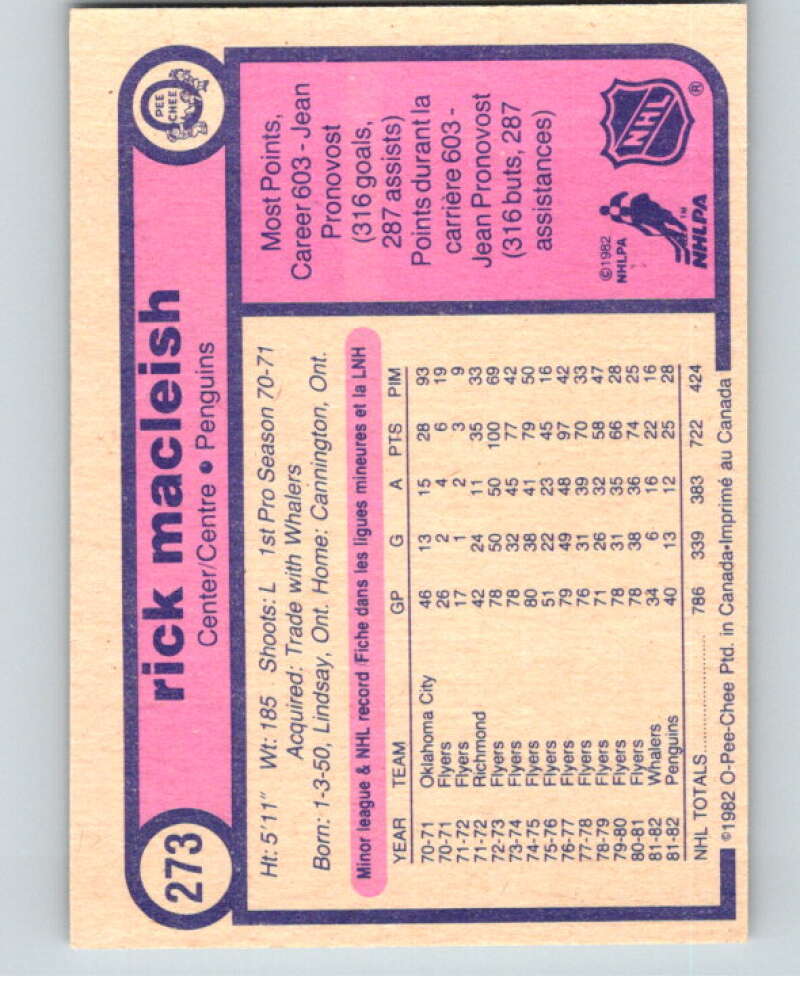 273
rick macleish
PEE
CHEE
Center/Centre • Penguins
Ht: 5'11" Wt: 185 Shoots: L 1st Pro Season 70-71
Acquired: Trade with Whalers
Born: 1-3-50, Lindsay, Ont. Home: Cannington, Ont.
Minor league & NHL record/Fiche dans les ligues mineures et la LNH
YEAR TEAM GP G A PTS PIM
70-71 Oklahoma City 46 13 15 28 93
70-71 Flyers 26 2 4 6 19
71-72 Flyers 17 1 2 3 9
71-72 Richmond 42 24 11 35 33
72-73 Flyers 78 50 50 100 69
73-74 Flyers 78 32 45 77 42
74-75 Flyers 80 38 41 79 50
75-76 Flyers 51 22 23 45 16
76-77 Flyers 79 49 48 97 42
77-78 Flyers 76 31 39 70 33
78-79 Flyers 71 26 32 58 47
79-80 Flyers 78 31 35 66 28
80-81 Flyers 78 38 36 74 25
81-82 Whalers 34 6 16 22 16
81-82 Penguins 40 13 12 25 28
NHL TOTALS.................. 786 339 383 722 424
©1982 O-Pee-Chee Ptd. in Canada•Imprimé au Canada
Most Points,
Career 603 - Jean
Pronovost
(316 goals,
287 assists)
Points durant la
carrière 603 -
Jean Pronovost
(316 buts, 287
assistances)
©1982
NHLPA
NHL
®
™
NHLPA